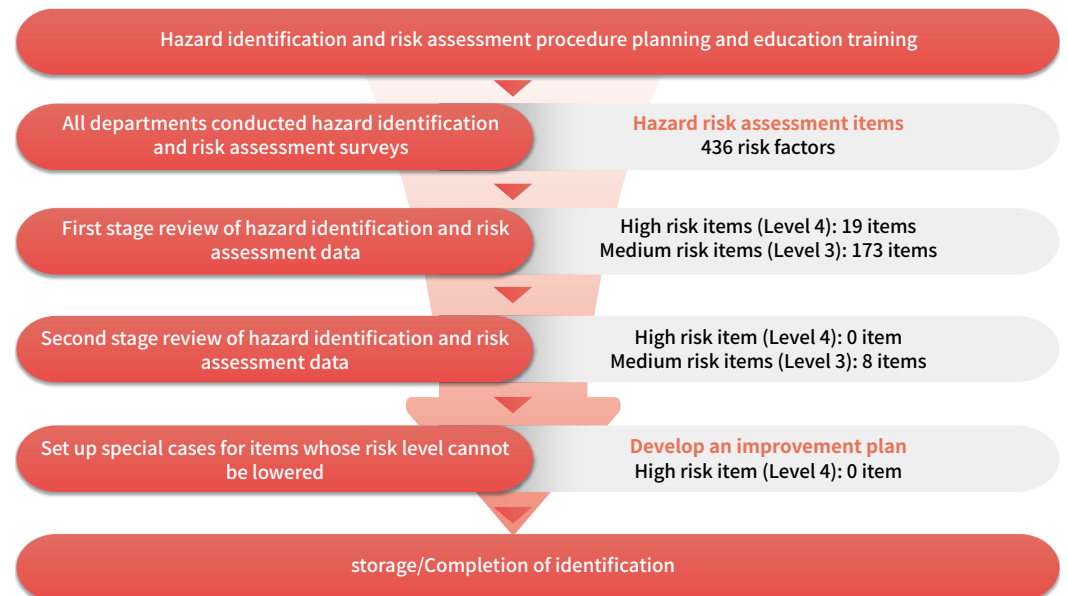 Hazard identification and risk assessment procedure planning and education training
All departments conducted hazard identification
and risk assessment surveys
Hazard risk assessment items
436 risk factors
First stage review of hazard identification and risk
assessment data
High risk items (Level 4): 19 items
Medium risk items (Level 3): 173 items
Second stage review of hazard identification and risk
assessment data
High risk item (Level 4): 0 item
Medium risk items (Level 3): 8 items
Set up special cases for items whose risk level cannot
be lowered
Develop an improvement plan
High risk item (Level 4): 0 item
storage/Completion of identification